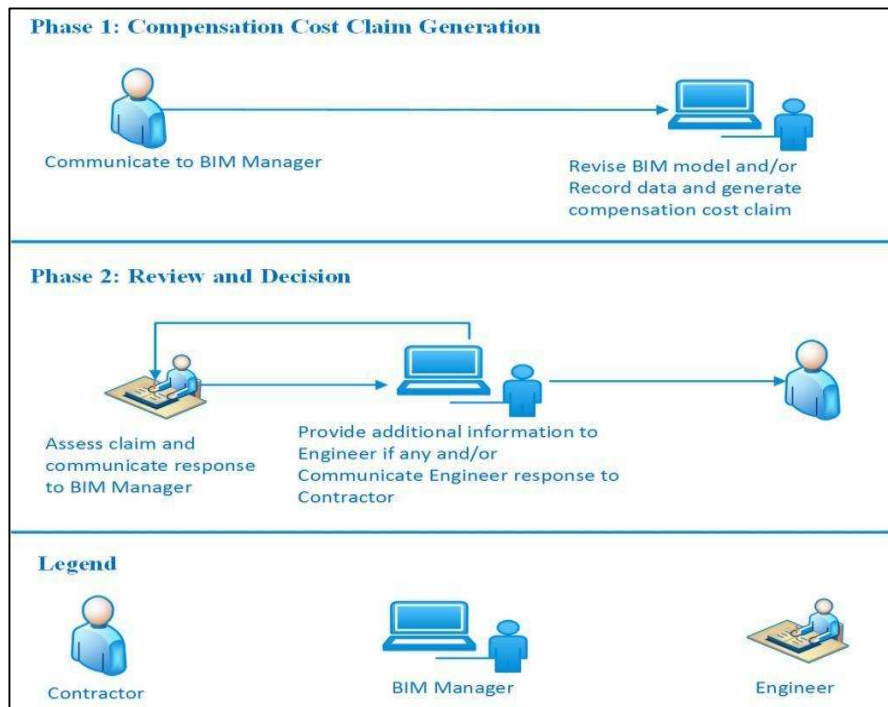 Phase 1: Compensation Cost Claim Generation
Communicate to BIM Manager
Revise BIM model and/or
Record data and generate
compensation cost claim
Phase 2: Review and Decision
Assess claim and
communicate response
to BIM Manager
Provide additional information to
Engineer if any and/or
Communicate Engineer response to
Contractor
Legend
Contractor
BIM Manager
Engineer